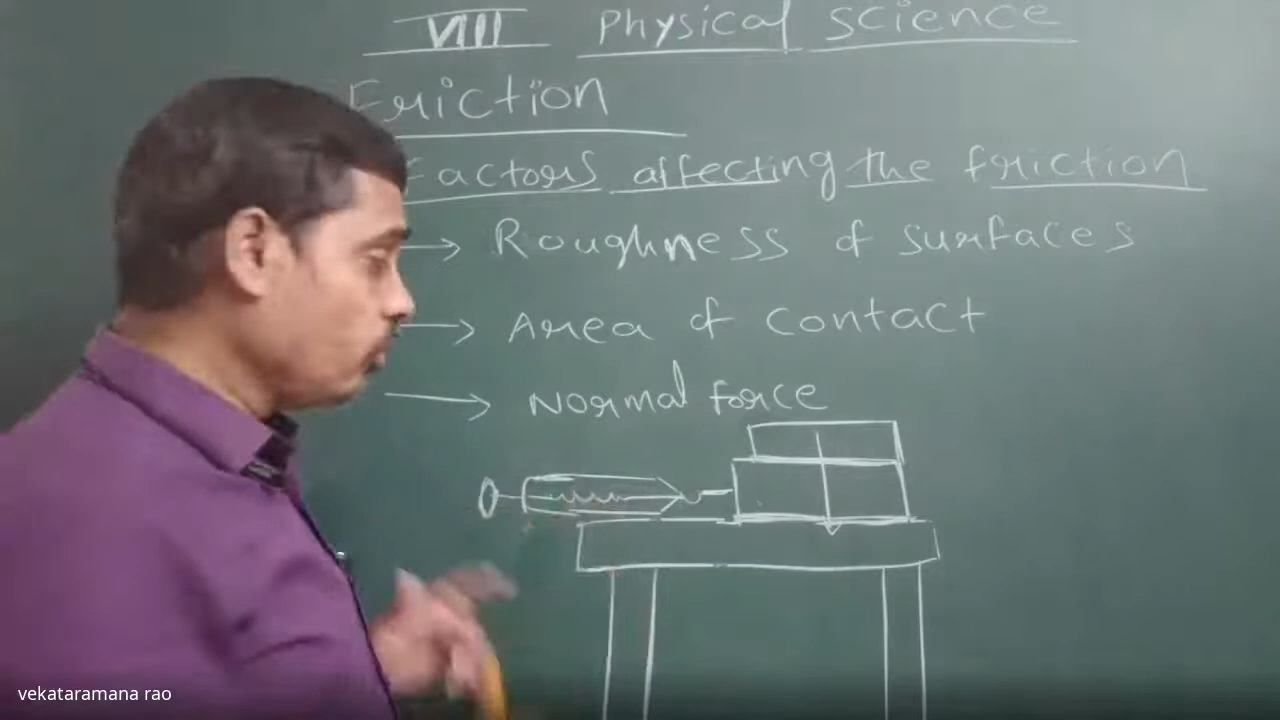 VIII Physical science
Friction
Factors affecting the friction
→ Roughness of surfaces
→ Area of contact
→ Normal force
vekataramana rao